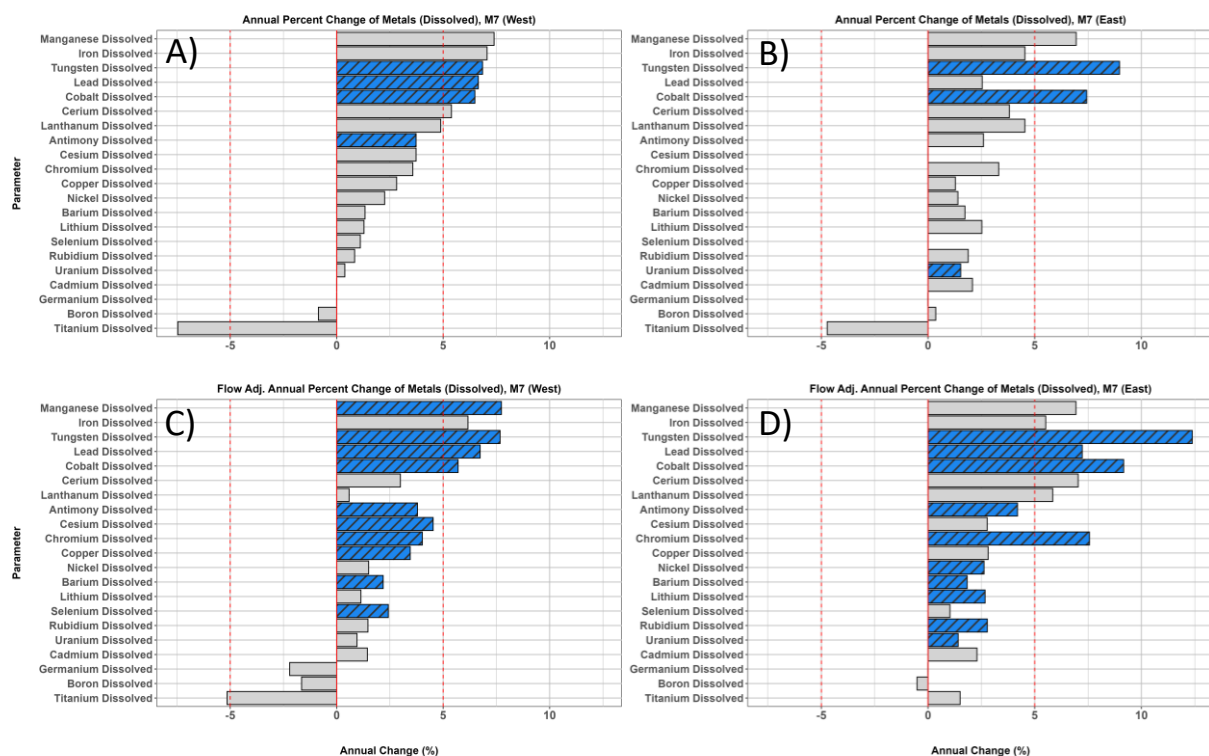 Annual Percent Change of Metals (Dissolved), M7 (West)
A)
Manganese Dissolved
Iron Dissolved
Tungsten Dissolved
Lead Dissolved
Cobalt Dissolved
Cerium Dissolved
Lanthanum Dissolved
Antimony Dissolved
Cesium Dissolved
Chromium Dissolved
Copper Dissolved
Nickel Dissolved
Barium Dissolved
Lithium Dissolved
Selenium Dissolved
Rubidium Dissolved
Uranium Dissolved
Cadmium Dissolved
Germanium Dissolved
Boron Dissolved
Titanium Dissolved
Parameter
-5 0 5 10
Annual Percent Change of Metals (Dissolved), M7 (East)
B)
Manganese Dissolved
Iron Dissolved
Tungsten Dissolved
Lead Dissolved
Cobalt Dissolved
Cerium Dissolved
Lanthanum Dissolved
Antimony Dissolved
Cesium Dissolved
Chromium Dissolved
Copper Dissolved
Nickel Dissolved
Barium Dissolved
Lithium Dissolved
Selenium Dissolved
Rubidium Dissolved
Uranium Dissolved
Cadmium Dissolved
Germanium Dissolved
Boron Dissolved
Titanium Dissolved
-5 0 5 10
Flow Adj. Annual Percent Change of Metals (Dissolved), M7 (West)
C)
Manganese Dissolved
Iron Dissolved
Tungsten Dissolved
Lead Dissolved
Cobalt Dissolved
Cerium Dissolved
Lanthanum Dissolved
Antimony Dissolved
Cesium Dissolved
Chromium Dissolved
Copper Dissolved
Nickel Dissolved
Barium Dissolved
Lithium Dissolved
Selenium Dissolved
Rubidium Dissolved
Uranium Dissolved
Cadmium Dissolved
Germanium Dissolved
Boron Dissolved
Titanium Dissolved
Parameter
-5 0 5 10
Annual Change (%)
Flow Adj. Annual Percent Change of Metals (Dissolved), M7 (East)
D)
Manganese Dissolved
Iron Dissolved
Tungsten Dissolved
Lead Dissolved
Cobalt Dissolved
Cerium Dissolved
Lanthanum Dissolved
Antimony Dissolved
Cesium Dissolved
Chromium Dissolved
Copper Dissolved
Nickel Dissolved
Barium Dissolved
Lithium Dissolved
Selenium Dissolved
Rubidium Dissolved
Uranium Dissolved
Cadmium Dissolved
Germanium Dissolved
Boron Dissolved
Titanium Dissolved
-5 0 5 10
Annual Change (%)